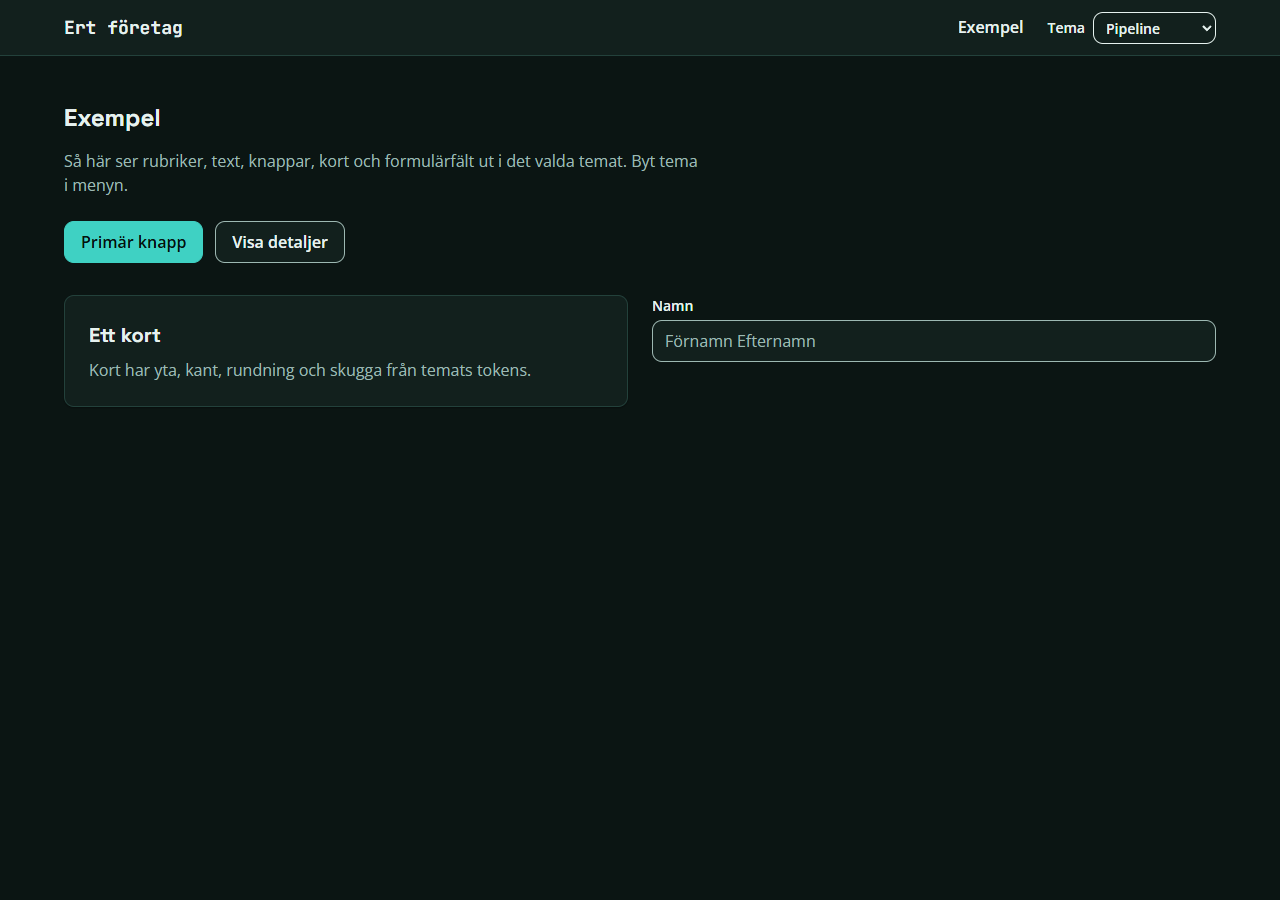 Ert företag
Exempel
Tema
Pipeline
Exempel
Så här ser rubriker, text, knappar, kort och formulärfält ut i det valda temat. Byt tema
i menyn.
Primär knapp
Visa detaljer
Ett kort
Kort har yta, kant, rundning och skugga från temats tokens.
Namn
Förnamn Efternamn